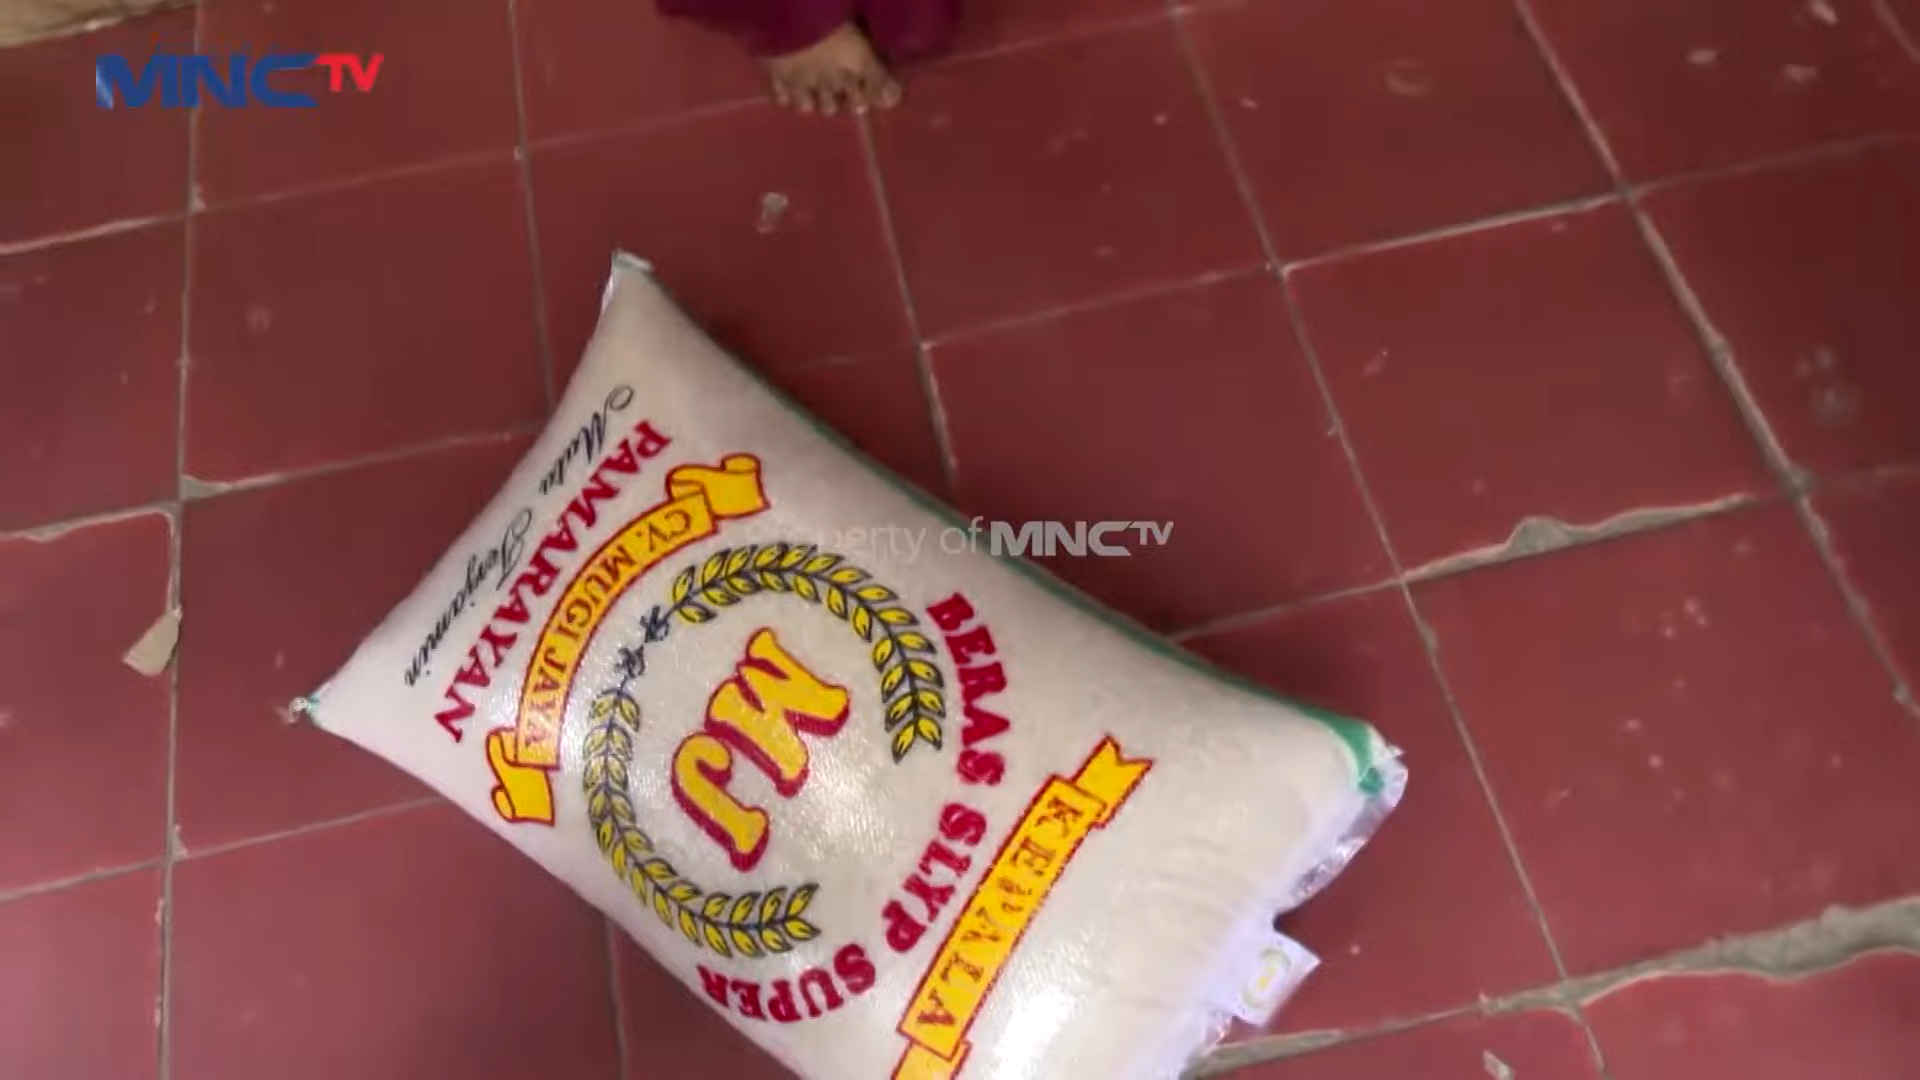 MNCTV
Property of MNCTV
KEPALA
BERAS SLYP SUPER
MJ
CV. MUGI JAYA
PAMARAYAN
Mutu Terjamin